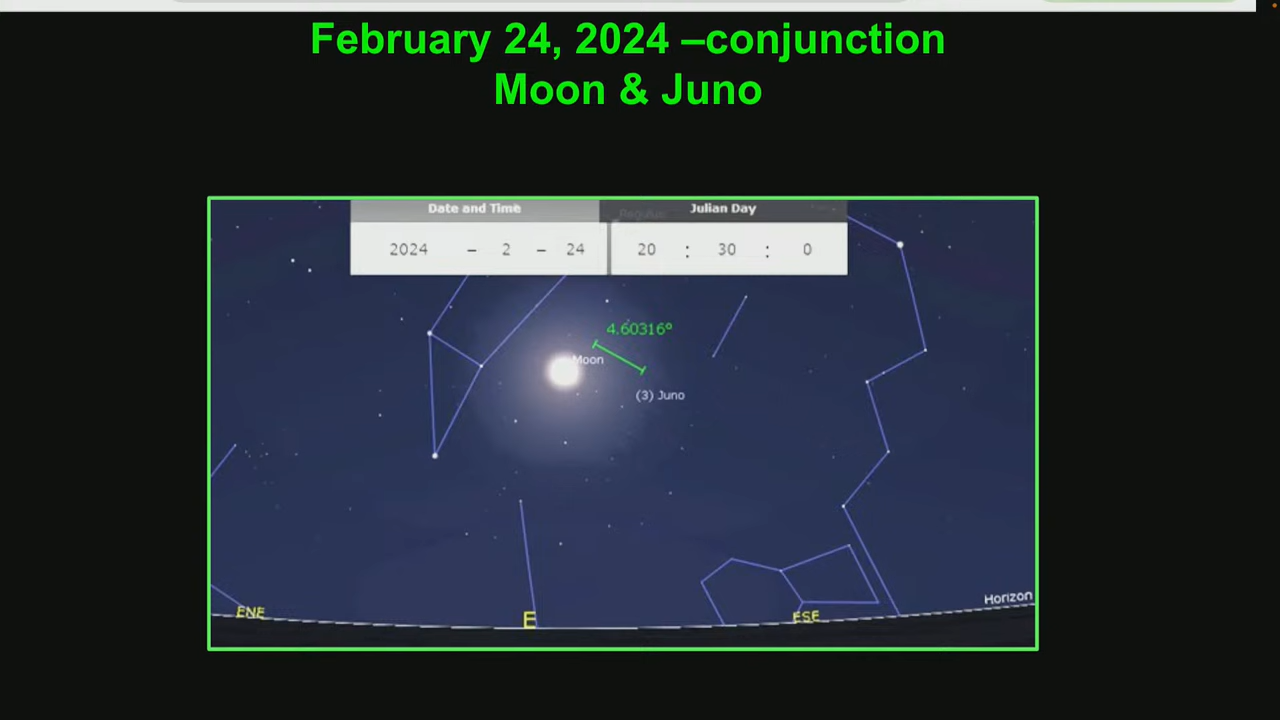 February 24, 2024 –conjunction
Moon & Juno
Date and Time Julian Day
2024 – 2 – 24 20 : 30 : 0
4.60316°
Moon
(3) Juno
Horizon
ENE
E
ESE